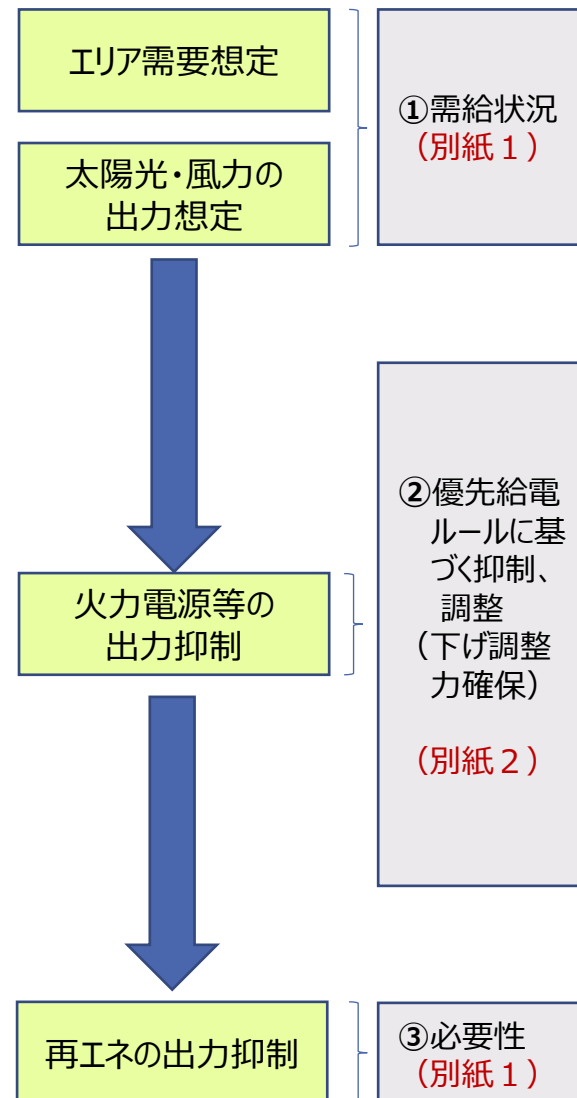 エリア需要想定
太陽光・風力の
出力想定
①需給状況
（別紙１）
火力電源等の
出力抑制
②優先給電
ルールに基
づく抑制、
調整
（下げ調整
力確保）
（別紙２）
再エネの出力抑制
③必要性
（別紙１）